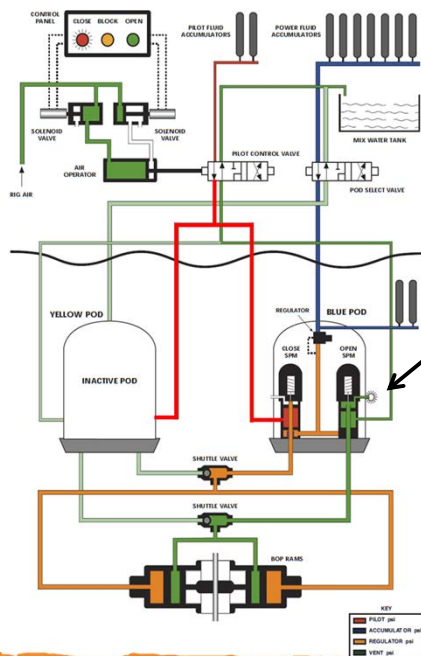 CONTROL
PANEL
CLOSE BLOCK OPEN
PILOT FLUID
ACCUMULATORS
POWER FLUID
ACCUMULATORS
SOLENOID
VALVE
SOLENOID
VALVE
MIX WATER TANK
PILOT CONTROL VALVE
AIR
OPERATOR
RIG AIR
POD SELECT VALVE
YELLOW POD
REGULATOR
BLUE POD
CLOSE
SPM
OPEN
SPM
INACTIVE POD
SHUTTLE VALVE
SHUTTLE VALVE
BOP RAMS
KEY
PILOT psi
ACCUMULATOR psi
REGULATOR psi
VENT psi